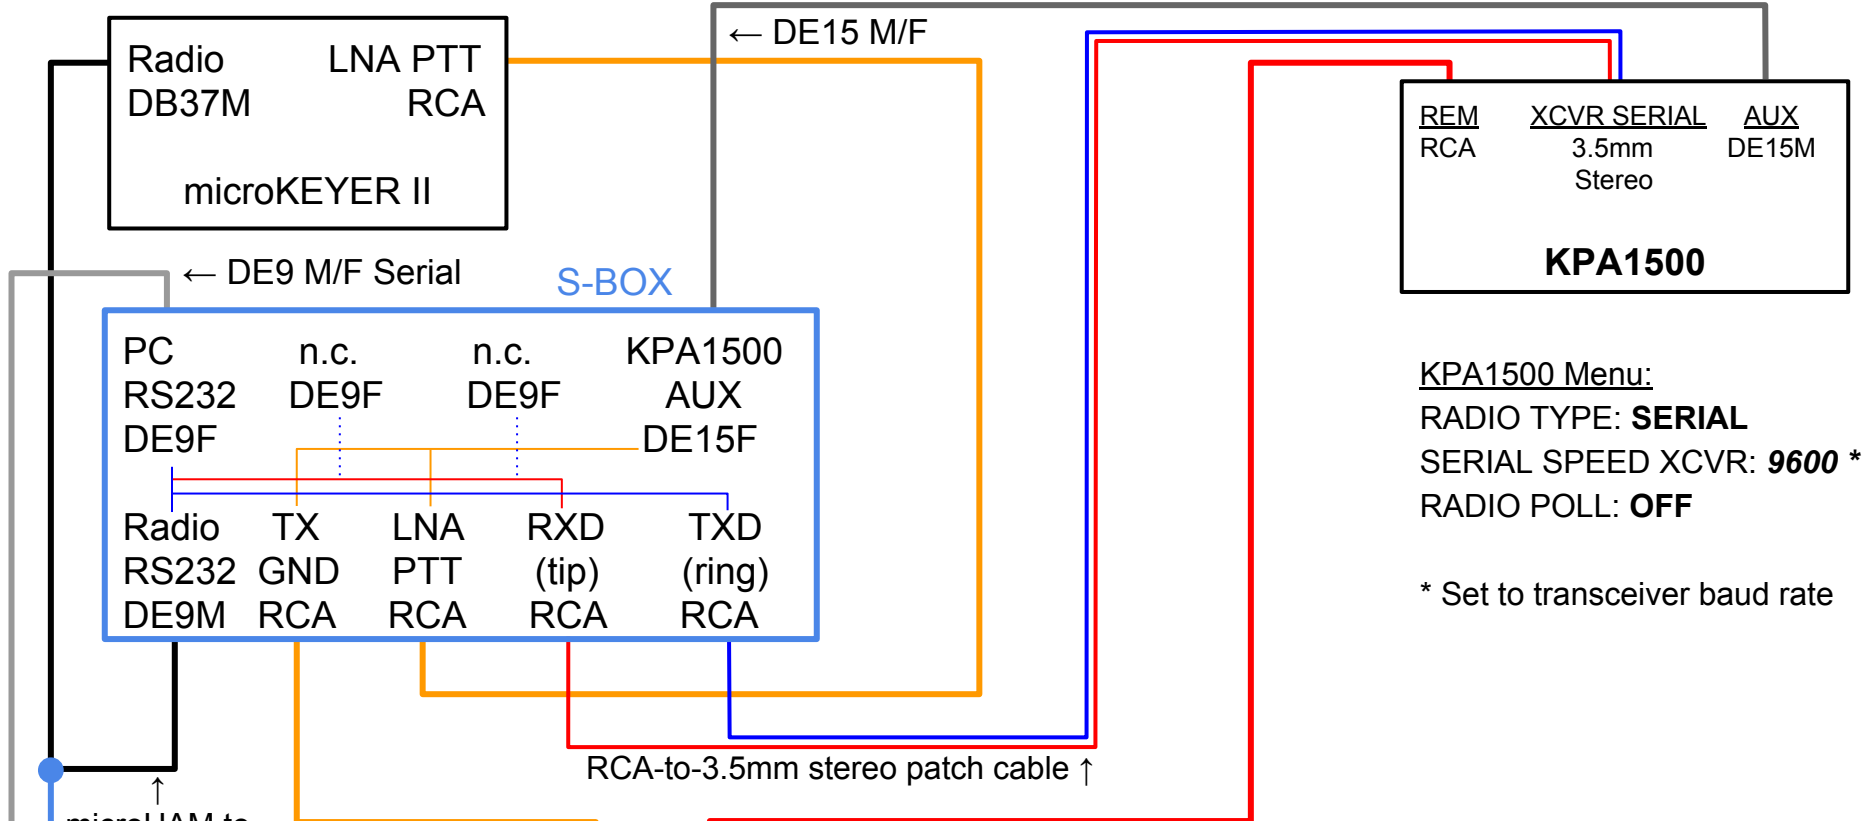 ← DE15 M/F
Radio LNA PTT
DB37M RCA
microKEYER II
REM XCVR SERIAL AUX
RCA 3.5mm DE15M
Stereo
KPA1500
← DE9 M/F Serial
S-BOX
PC n.c. n.c. KPA1500
RS232 DE9F DE9F AUX
DE9F DE15F
Radio TX LNA RXD TXD
RS232 GND PTT (tip) (ring)
DE9M RCA RCA RCA RCA
KPA1500 Menu:
RADIO TYPE: SERIAL
SERIAL SPEED XCVR: 9600 *
RADIO POLL: OFF
* Set to transceiver baud rate
RCA-to-3.5mm stereo patch cable ↑
↑
microHAM to